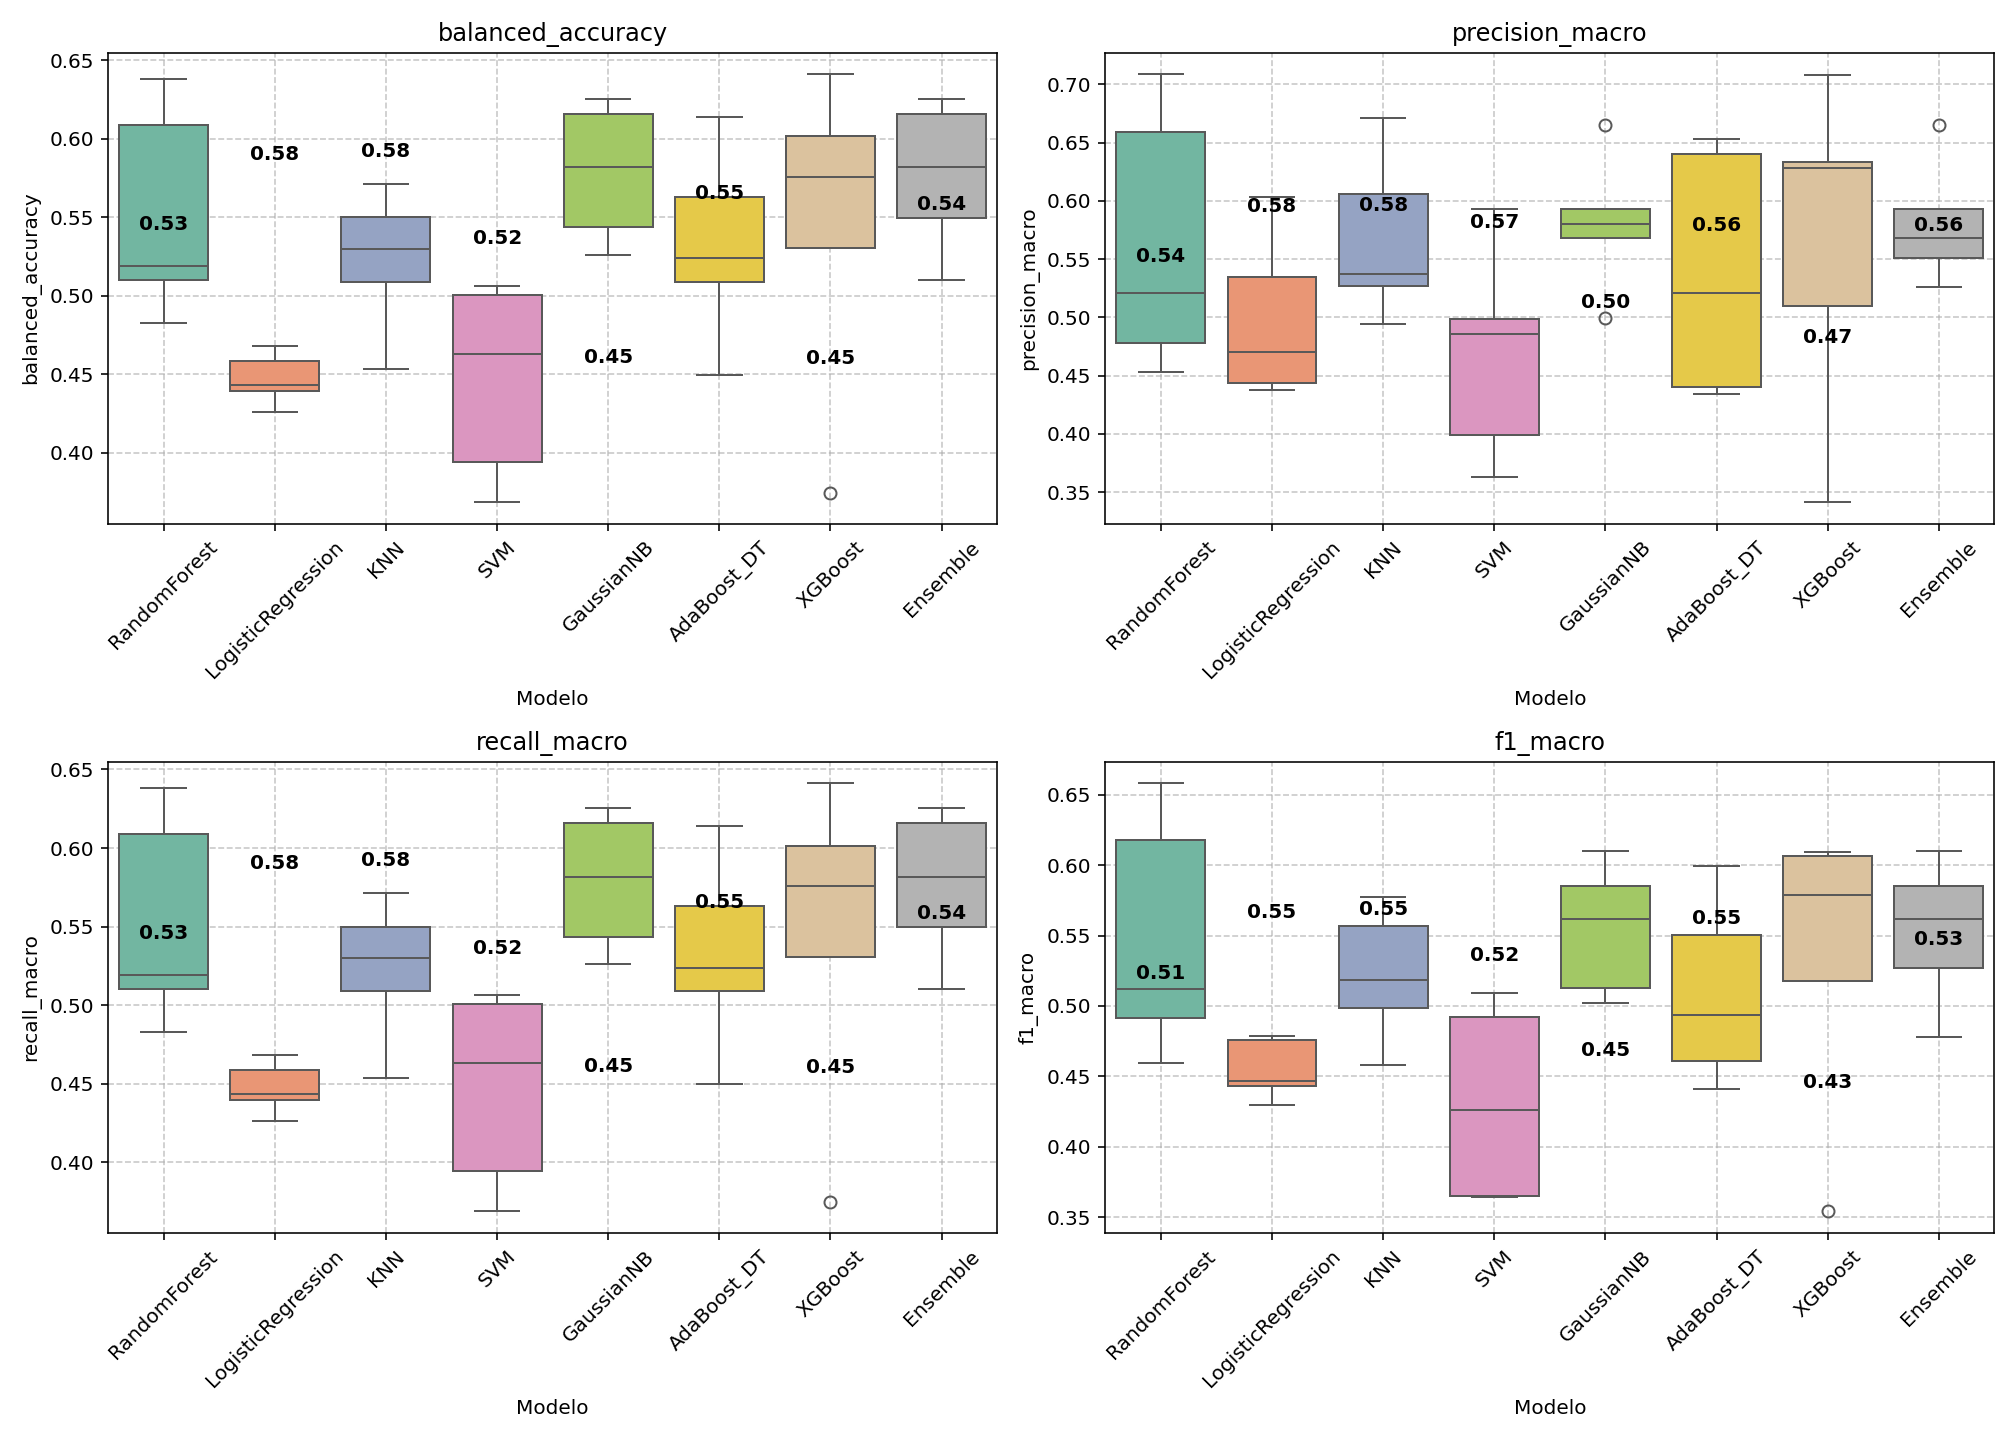 balanced_accuracy
balanced_accuracy
0.65
0.60
0.55
0.50
0.45
0.40
0.53
0.58
0.58
0.52
0.45
0.55
0.45
0.54
RandomForest
LogisticRegression
KNN
SVM
GaussianNB
AdaBoost_DT
XGBoost
Ensemble
Modelo
precision_macro
precision_macro
0.70
0.65
0.60
0.55
0.50
0.45
0.40
0.35
0.54
0.58
0.58
0.57
0.50
0.56
0.47
0.56
RandomForest
LogisticRegression
KNN
SVM
GaussianNB
AdaBoost_DT
XGBoost
Ensemble
Modelo
recall_macro
recall_macro
0.65
0.60
0.55
0.50
0.45
0.40
0.53
0.58
0.58
0.52
0.45
0.55
0.45
0.54
RandomForest
LogisticRegression
KNN
SVM
GaussianNB
AdaBoost_DT
XGBoost
Ensemble
Modelo
f1_macro
f1_macro
0.65
0.60
0.55
0.50
0.45
0.40
0.35
0.51
0.55
0.55
0.52
0.45
0.55
0.43
0.53
RandomForest
LogisticRegression
KNN
SVM
GaussianNB
AdaBoost_DT
XGBoost
Ensemble
Modelo